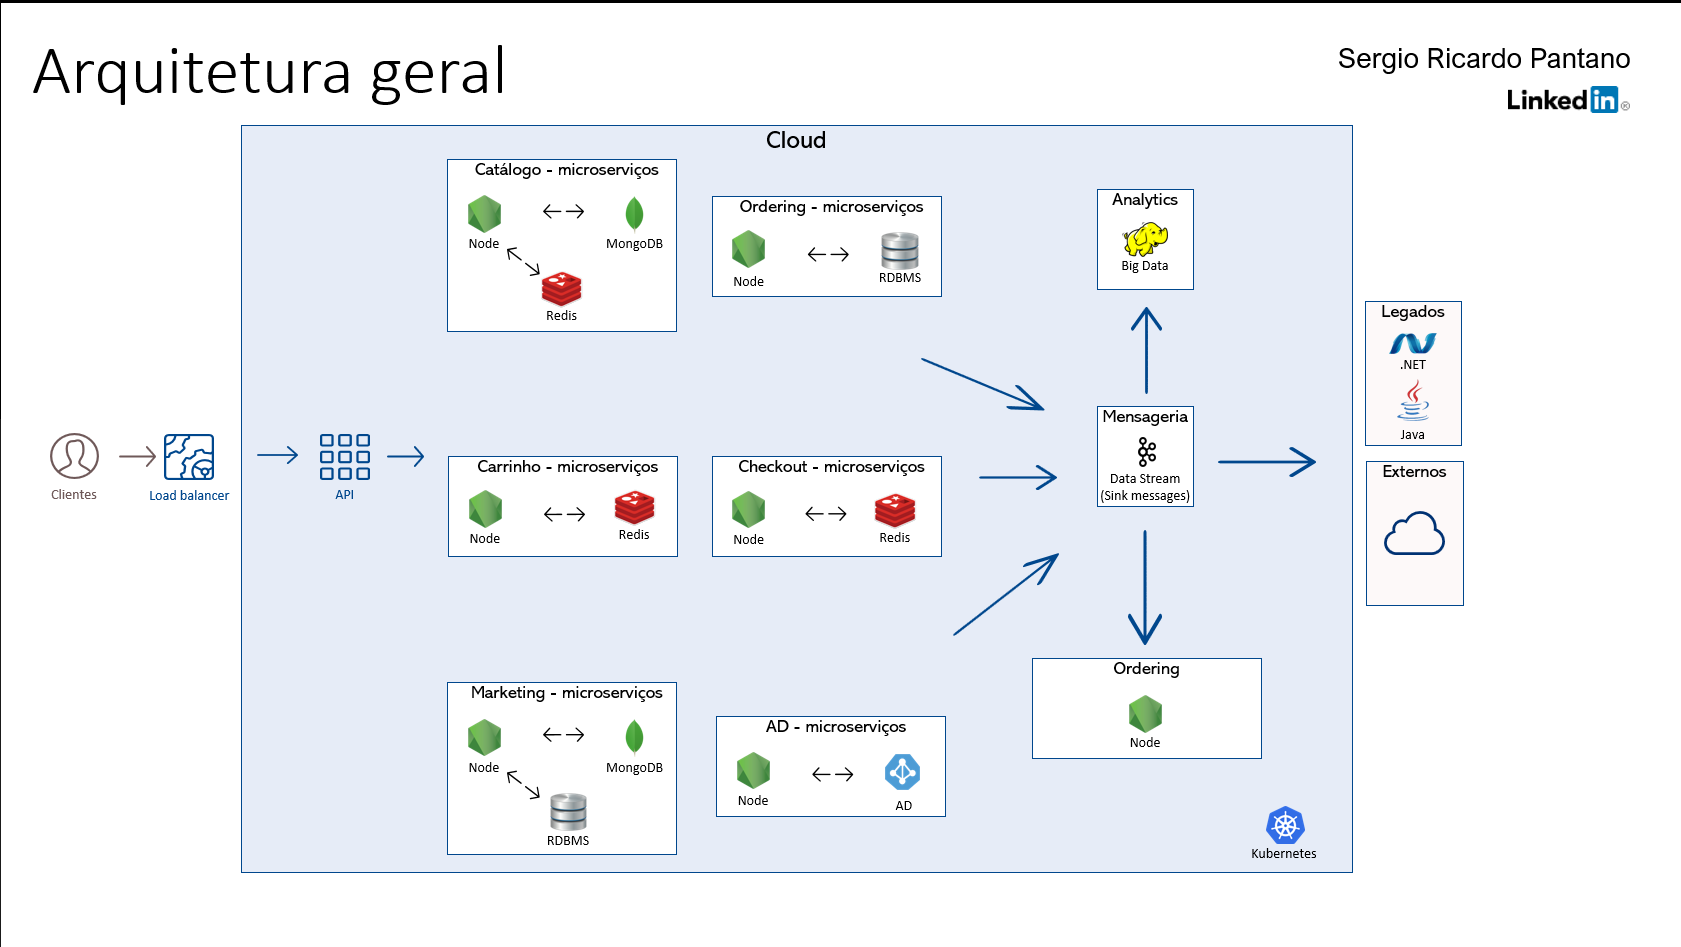 Arquitetura geral
Sergio Ricardo Pantano
Linkedin®
Cloud
Catálogo - microserviços
Node
MongoDB
Redis
Ordering - microserviços
Node
RDBMS
Analytics
Big Data
Legados
.NET
Java
Clientes
Load balancer
API
Carrinho - microserviços
Node
Redis
Checkout - microserviços
Node
Redis
Mensageria
Data Stream
(Sink messages)
Externos
Marketing - microserviços
Node
MongoDB
RDBMS
AD - microserviços
Node
AD
Ordering
Node
Kubernetes